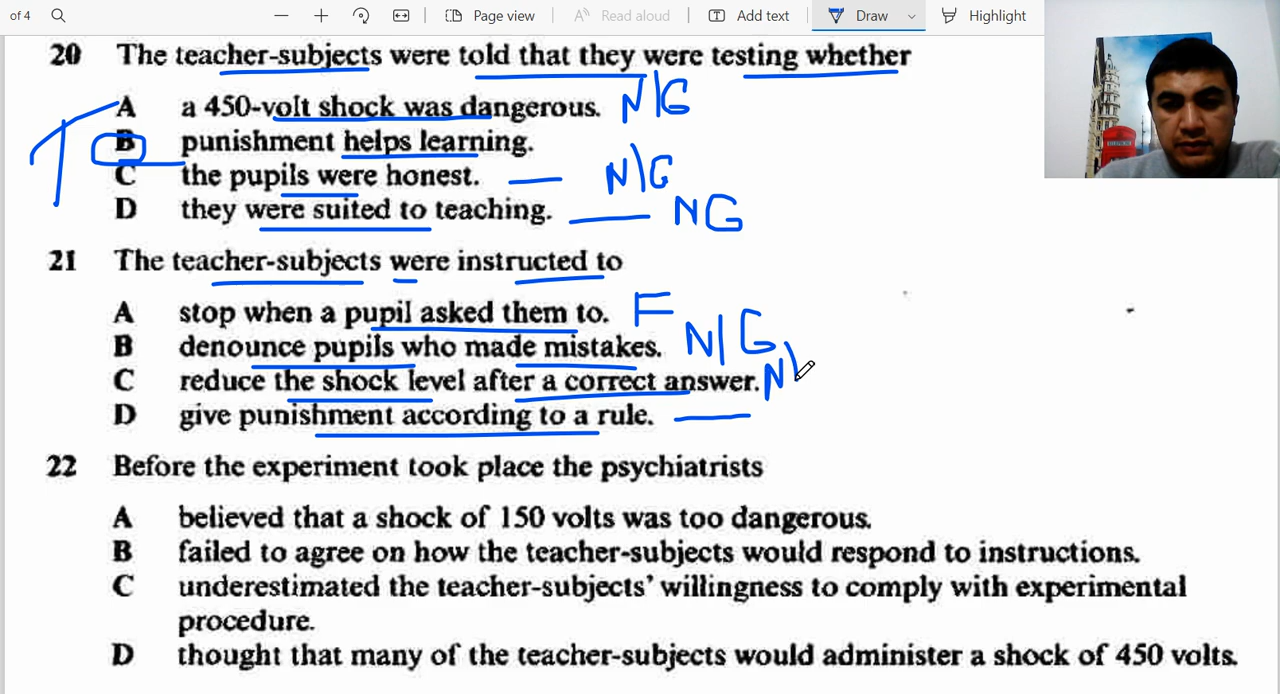 of 4 Page view Read aloud Add text Draw Highlight
20 The teacher-subjects were told that they were testing whether
A a 450-volt shock was dangerous. N|G
T B punishment helps learning.
C the pupils were honest. N|G
D they were suited to teaching. NG
21 The teacher-subjects were instructed to
A stop when a pupil asked them to. F
B denounce pupils who made mistakes. N|G
C reduce the shock level after a correct answer. N
D give punishment according to a rule.
22 Before the experiment took place the psychiatrists
A believed that a shock of 150 volts was too dangerous.
B failed to agree on how the teacher-subjects would respond to instructions.
C underestimated the teacher-subjects' willingness to comply with experimental
procedure.
D thought that many of the teacher-subjects would administer a shock of 450 volts.